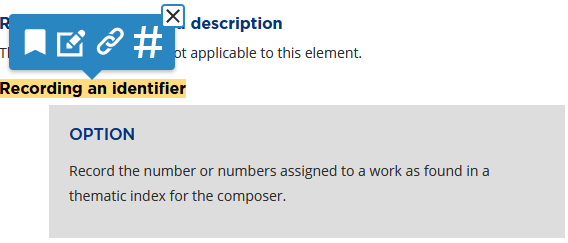 description
ot applicable to this element.
Recording an identifier
OPTION
Record the number or numbers assigned to a work as found in a
thematic index for the composer.